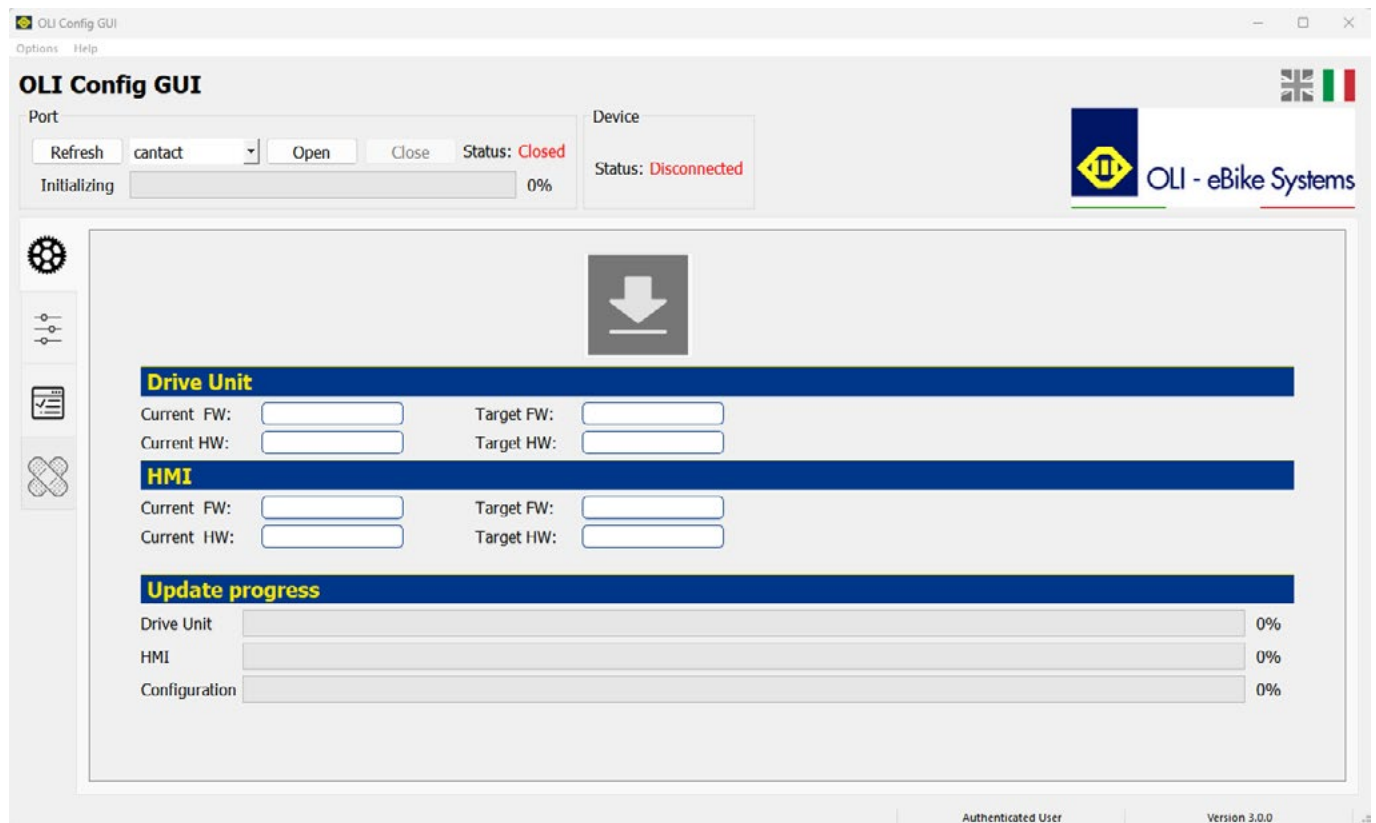 OLI Config GUI
Options Help
OLI Config GUI
Port
Device
Refresh cantact Open Close Status: Closed
Status: Disconnected
Initializing 0%
OLI - eBike Systems
Drive Unit
Current FW: Target FW:
Current HW: Target HW:
HMI
Current FW: Target FW:
Current HW: Target HW:
Update progress
Drive Unit 0%
HMI 0%
Configuration 0%
Authenticated User Version 3.0.0